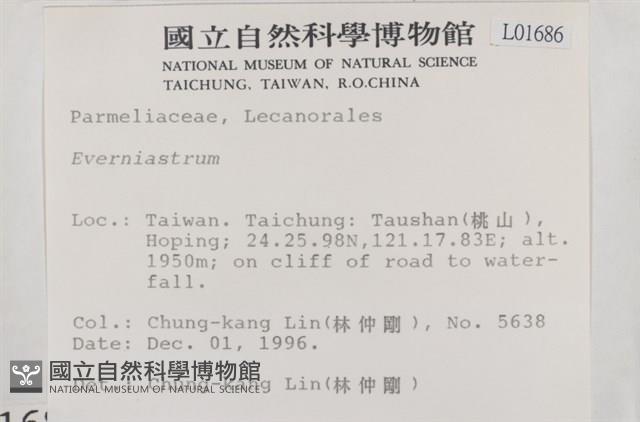 國立自然科學博物館
L01686
NATIONAL MUSEUM OF NATURAL SCIENCE
TAICHUNG, TAIWAN, R.O.CHINA
Parmeliaceae, Lecanorales
Everniastrum
Loc.: Taiwan. Taichung: Taushan(桃山),
Hoping; 24.25.98N,121.17.83E; alt.
1950m; on cliff of road to water-
fall.
Col.: Chung-kang Lin(林仲剛), No. 5638
Date: Dec. 01, 1996.
Det.: Chung-kang Lin(林仲剛)
國立自然科學博物館
NATIONAL MUSEUM OF NATURAL SCIENCE